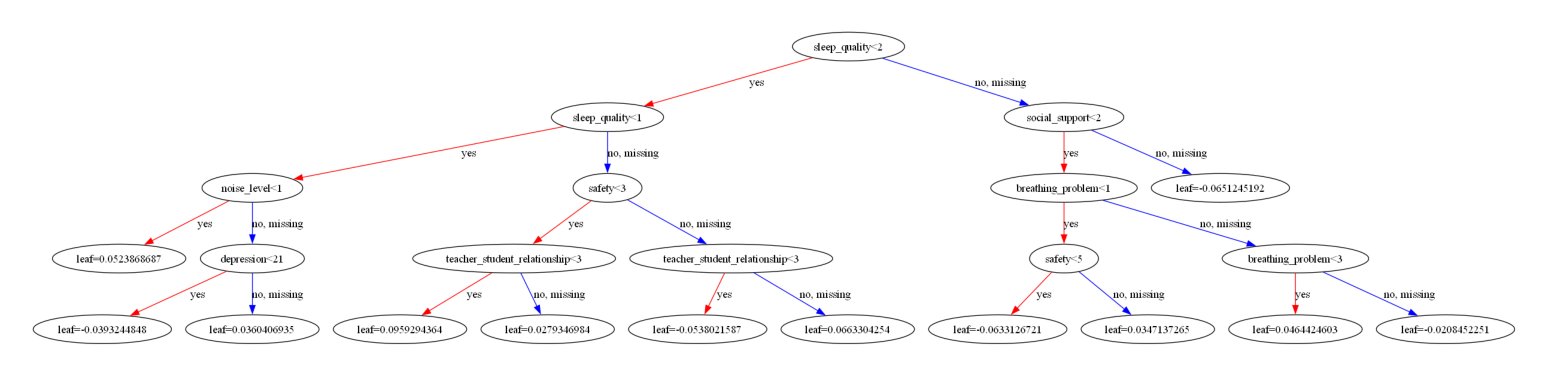 sleep_quality<2
yes
no, missing
sleep_quality<1
social_support<2
yes
no, missing
yes
no, missing
noise_level<1
safety<3
breathing_problem<1
leaf=-0.0651245192
yes
no, missing
yes
no, missing
yes
no, missing
leaf=0.0523868687
depression<21
teacher_student_relationship<3
teacher_student_relationship<3
safety<5
breathing_problem<3
yes
no, missing
yes
no, missing
yes
no, missing
yes
no, missing
yes
no, missing
leaf=-0.0393244848
leaf=0.0360406935
leaf=0.0959294364
leaf=0.0279346984
leaf=-0.0538021587
leaf=0.0663304254
leaf=-0.0633126721
leaf=0.0347137265
leaf=0.0464424603
leaf=-0.0208452251